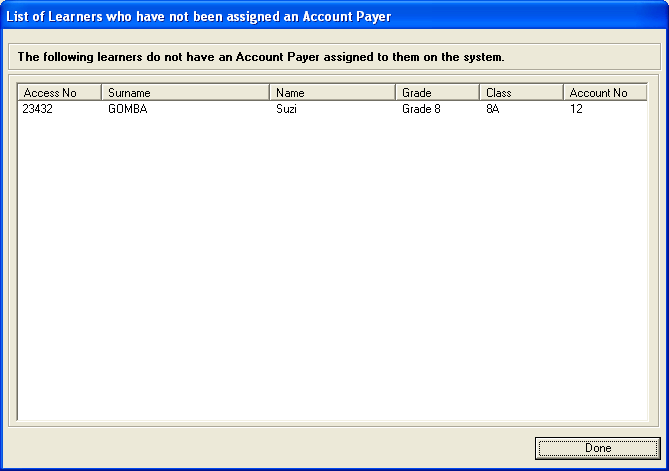 List of Learners who have not been assigned an Account Payer
The following learners do not have an Account Payer assigned to them on the system.
Access No Surname Name Grade Class Account No
23432 GOMBA Suzi Grade 8 8A 12
Done